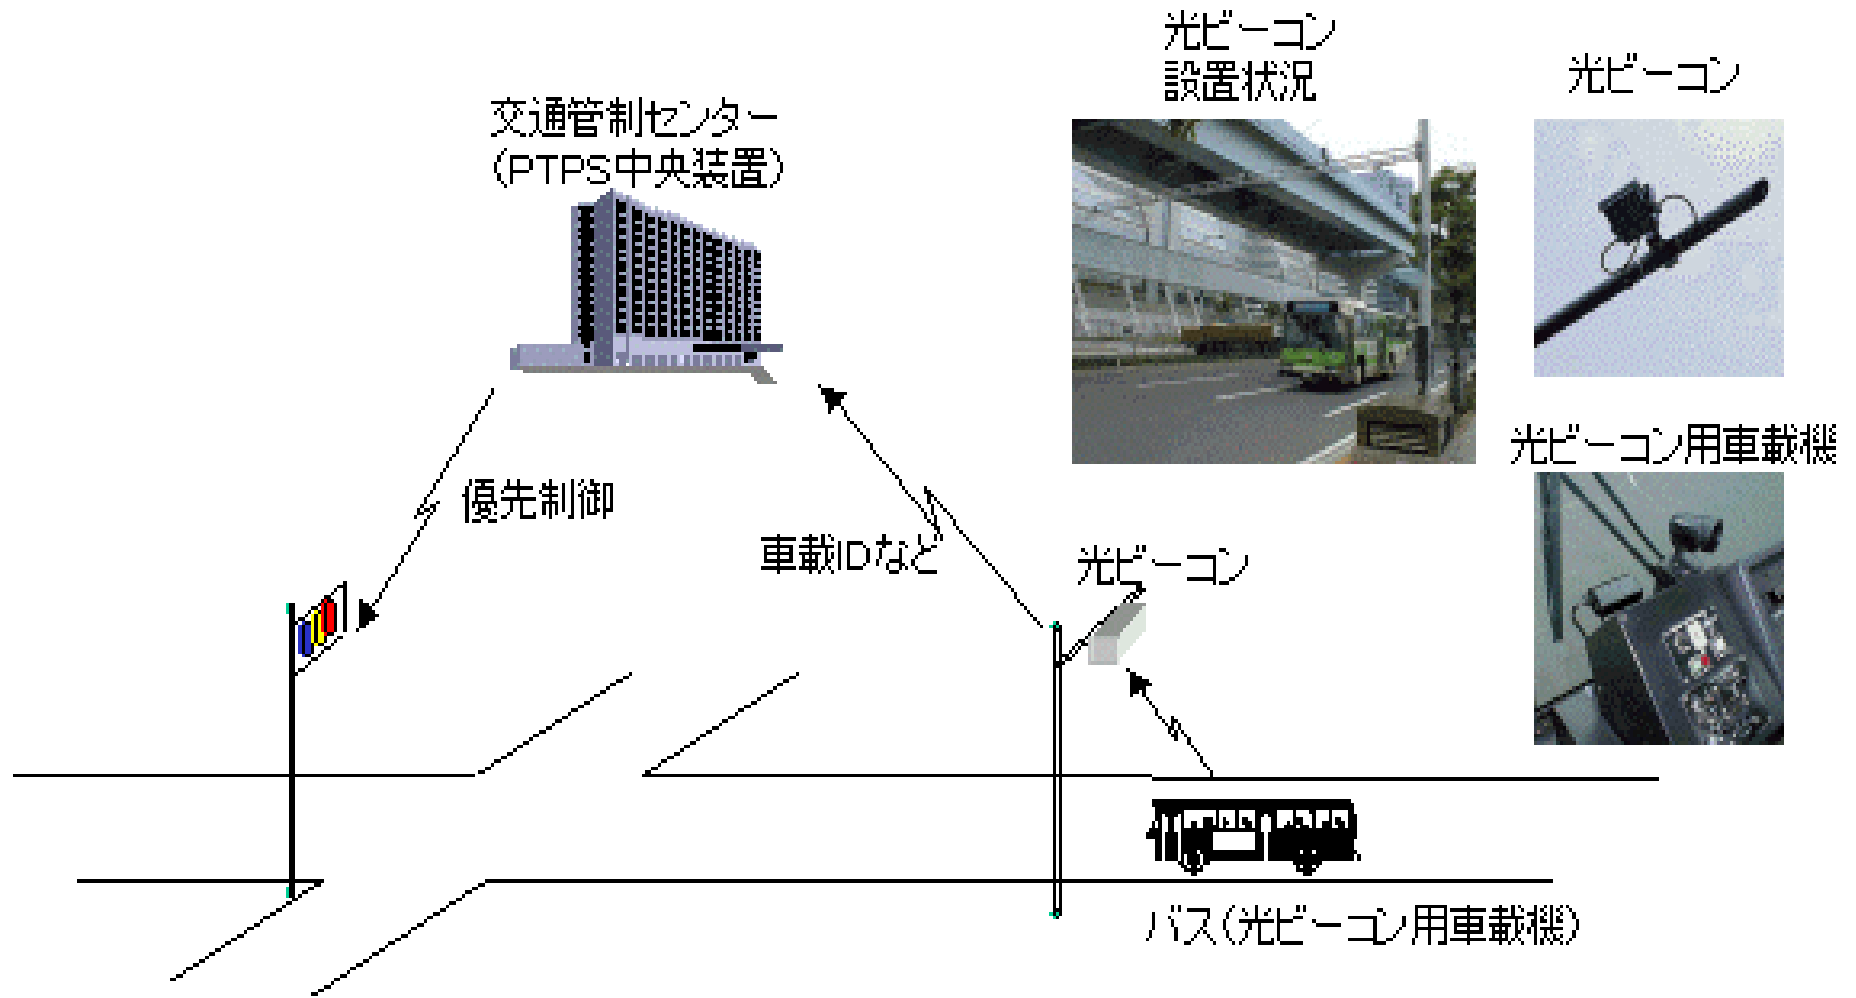 光ビーコン
設置状況
光ビーコン
交通管制センター
(PTPS中央装置)
光ビーコン用車載機
優先制御
車載IDなど
光ビーコン
バス(光ビーコン用車載機)